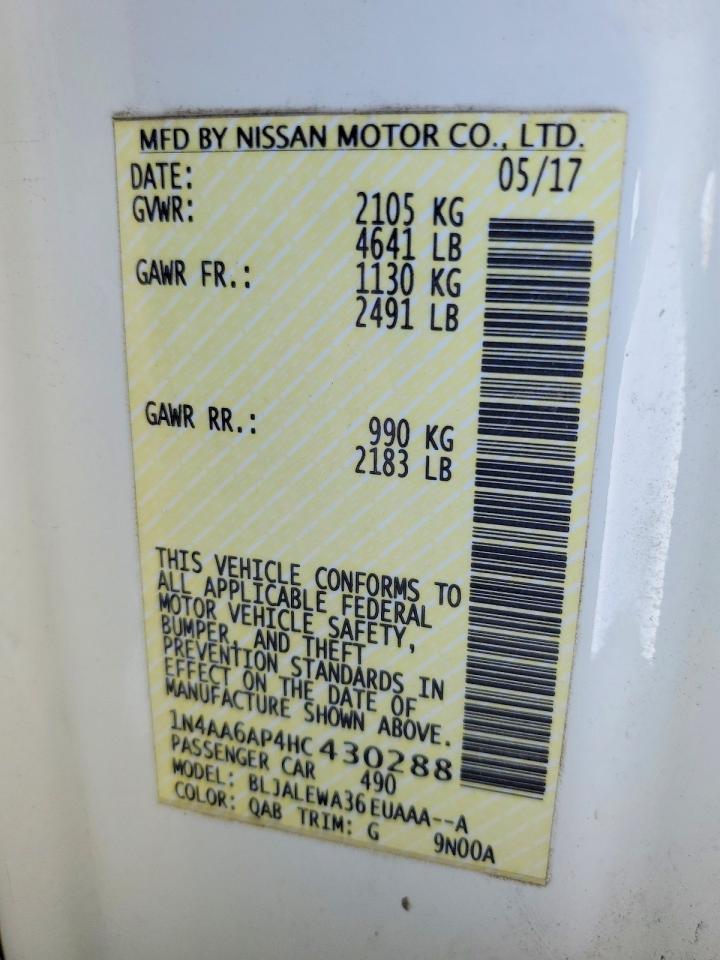 MFD BY NISSAN MOTOR CO., LTD.
DATE: 05/17
GVWR: 2105 KG
4641 LB
GAWR FR.: 1130 KG
2491 LB
GAWR RR.: 990 KG
2183 LB
THIS VEHICLE CONFORMS TO
ALL APPLICABLE FEDERAL
MOTOR VEHICLE SAFETY,
BUMPER, AND THEFT
PREVENTION STANDARDS IN
EFFECT ON THE DATE OF
MANUFACTURE SHOWN ABOVE.
1N4AA6AP4HC430288
PASSENGER CAR 490
MODEL: BLJALEWA36EUAAA--A
COLOR: QAB TRIM: G 9N00A